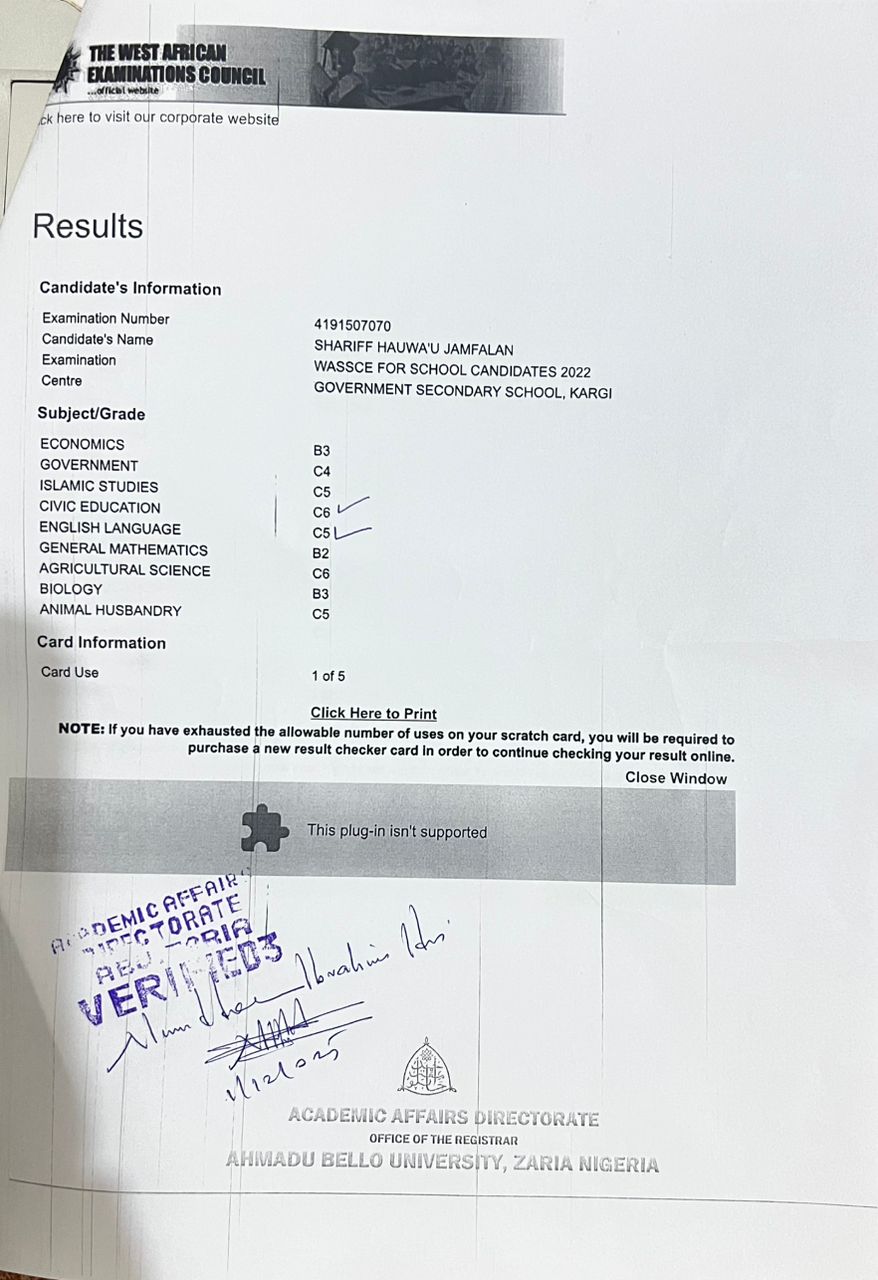 THE WEST AFRICAN
EXAMINATIONS COUNCIL
...official website
ck here to visit our corporate website
Results
Candidate's Information
Examination Number 4191507070
Candidate's Name SHARIFF HAUWA'U JAMFALAN
Examination WASSCE FOR SCHOOL CANDIDATES 2022
Centre GOVERNMENT SECONDARY SCHOOL, KARGI
Subject/Grade
ECONOMICS B3
GOVERNMENT C4
ISLAMIC STUDIES C5
CIVIC EDUCATION C6
ENGLISH LANGUAGE C5
GENERAL MATHEMATICS B2
AGRICULTURAL SCIENCE C6
BIOLOGY B3
ANIMAL HUSBANDRY C5
Card Information
Card Use 1 of 5
Click Here to Print
NOTE: If you have exhausted the allowable number of uses on your scratch card, you will be required to
purchase a new result checker card in order to continue checking your result online.
Close Window
This plug-in isn't supported
ACADEMIC AFFAIR
DIRECTORATE
VERIFIED3
Ibrahim
ACADEMIC AFFAIRS DIRECTORATE
OFFICE OF THE REGISTRAR
AHMADU BELLO UNIVERSITY, ZARIA NIGERIA